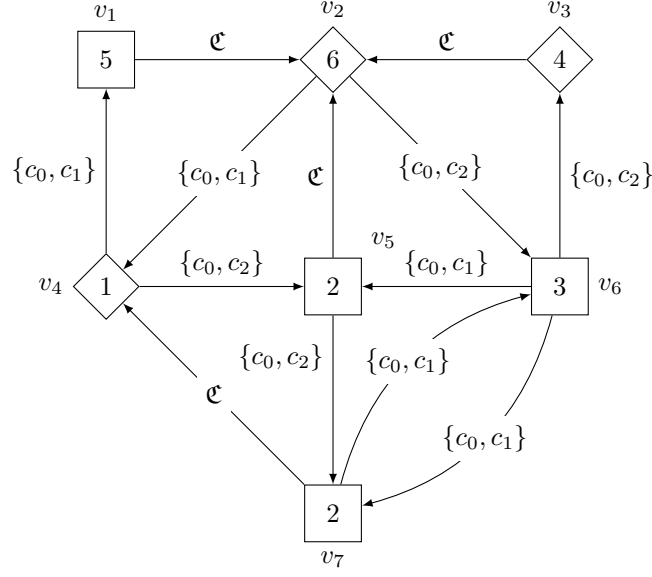 v₁ v₂ v₃
5 ℭ 6 ℭ 4
{c₀, c₁} {c₀, c₁} ℭ {c₀, c₂} {c₀, c₂}
v₅
v₄ 1 {c₀, c₂} 2 {c₀, c₁} 3 v₆
{c₀, c₂} {c₀, c₁}
ℭ
{c₀, c₁}
2
v₇